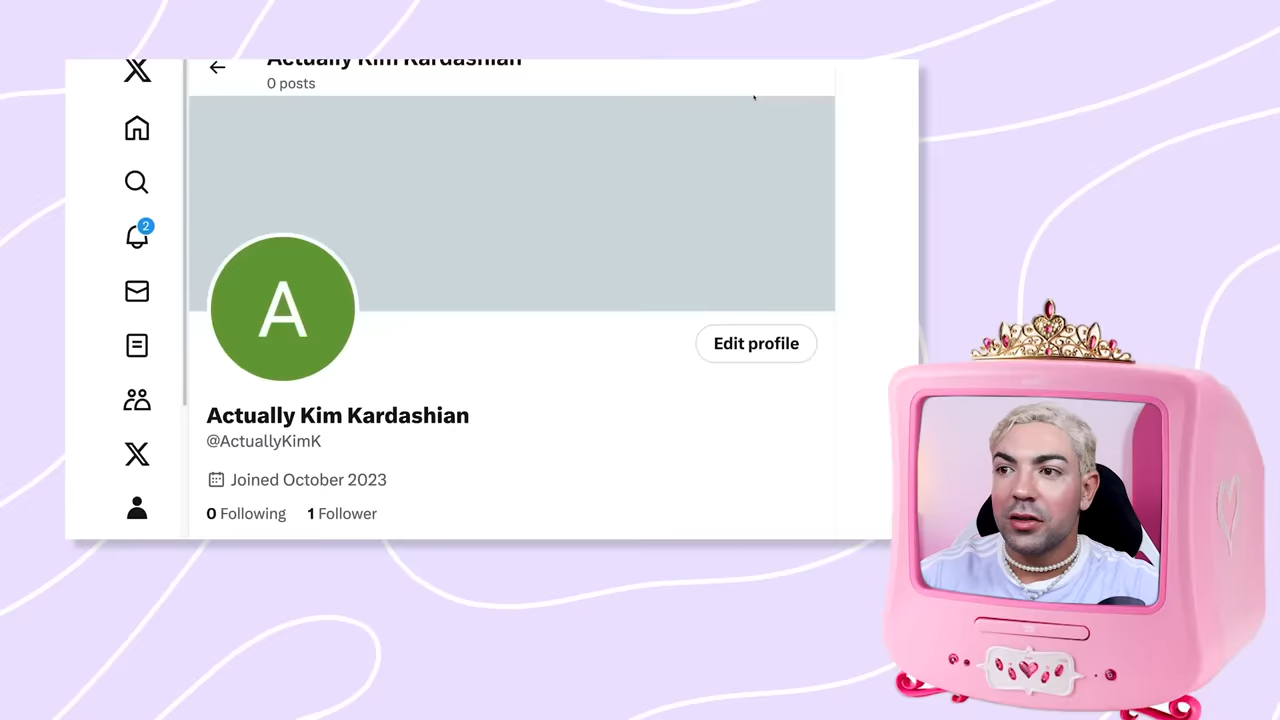 Actually Kim Kardashian
0 posts
2
A
Edit profile
Actually Kim Kardashian
@ActuallyKimK
Joined October 2023
0 Following 1 Follower